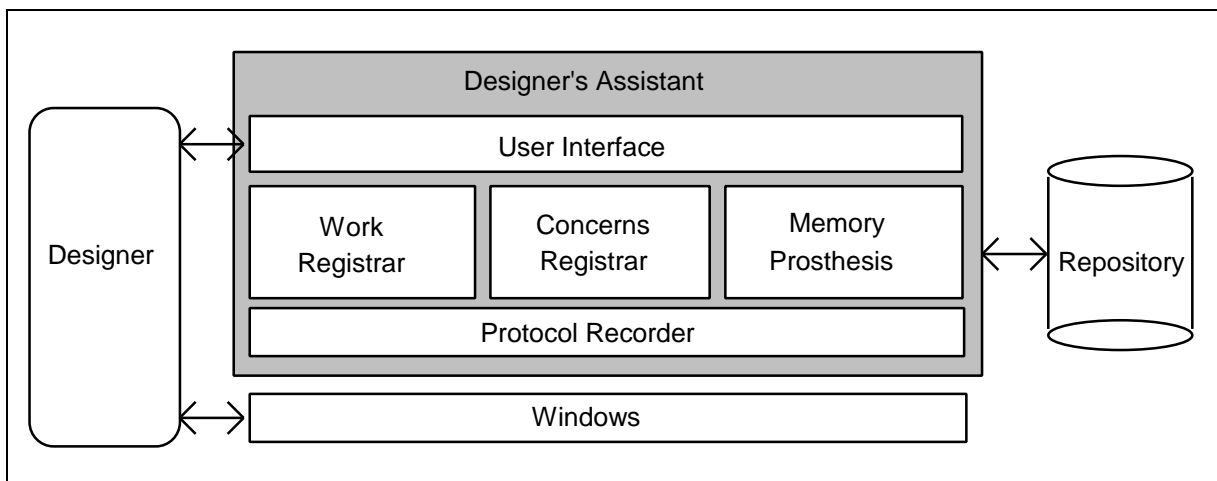 Designer's Assistant
User Interface
Designer
Work
Registrar
Concerns
Registrar
Memory
Prosthesis
Repository
Protocol Recorder
Windows